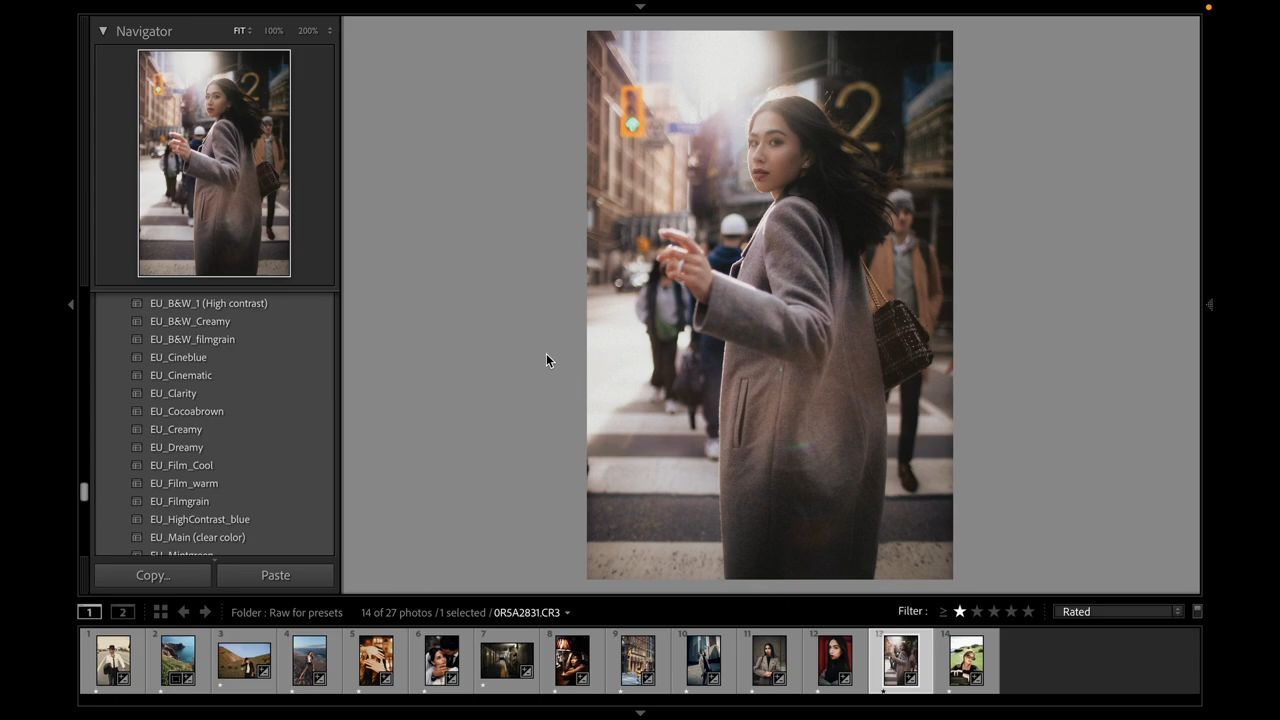 Navigator
FIT 100% 200%
2
2
EU_B&W_1 (High contrast)
EU_B&W_Creamy
EU_B&W_filmgrain
EU_Cineblue
EU_Cinematic
EU_Clarity
EU_Cocoabrown
EU_Creamy
EU_Dreamy
EU_Film_Cool
EU_Film_warm
EU_Filmgrain
EU_HighContrast_blue
EU_Main (clear color)
EU_Mintgreen
Copy... Paste
1 2 Folder : Raw for presets 14 of 27 photos / 1 selected / 0R5A2831.CR3 Filter : ≥ Rated
1 2 3 4 5 6 7 8 9 10 11 12 13 14